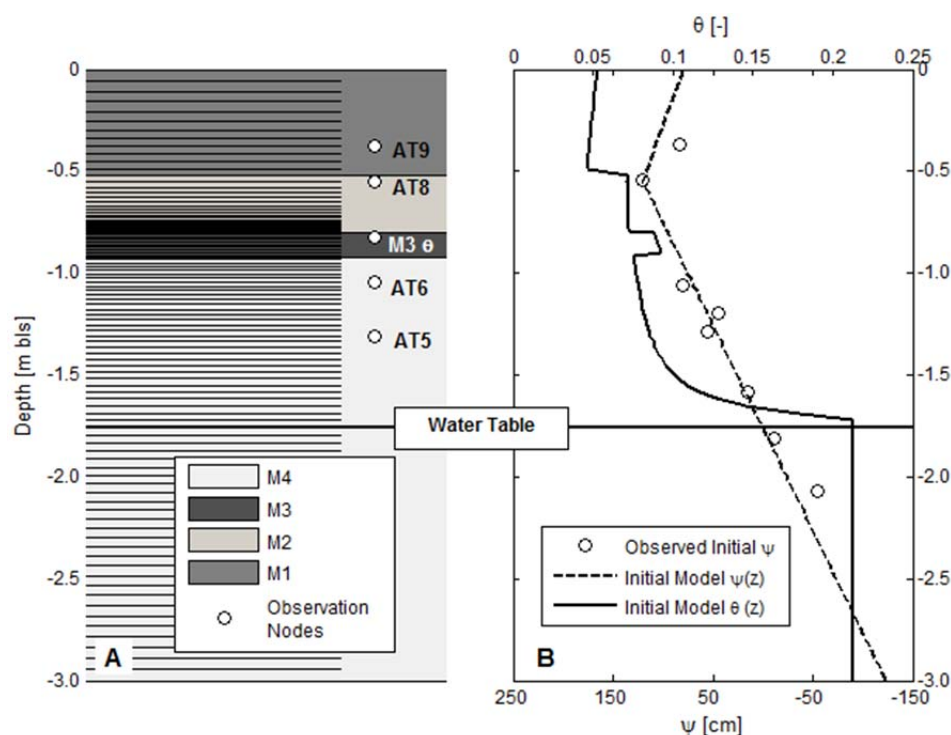 θ [-]
0
0.05
0.1
0.15
0.2
0.25
Depth [m bls]
0
-0.5
-1.0
-1.5
-2.0
-2.5
-3.0
AT9
AT8
M3 θ
AT6
AT5
Water Table
M4
M3
M2
M1
Observation
Nodes
A
0
-0.5
-1.0
-1.5
-2.0
-2.5
-3.0
Observed Initial ψ
Initial Model ψ(z)
Initial Model θ (z)
B
250
150
50
-50
-150
ψ [cm]